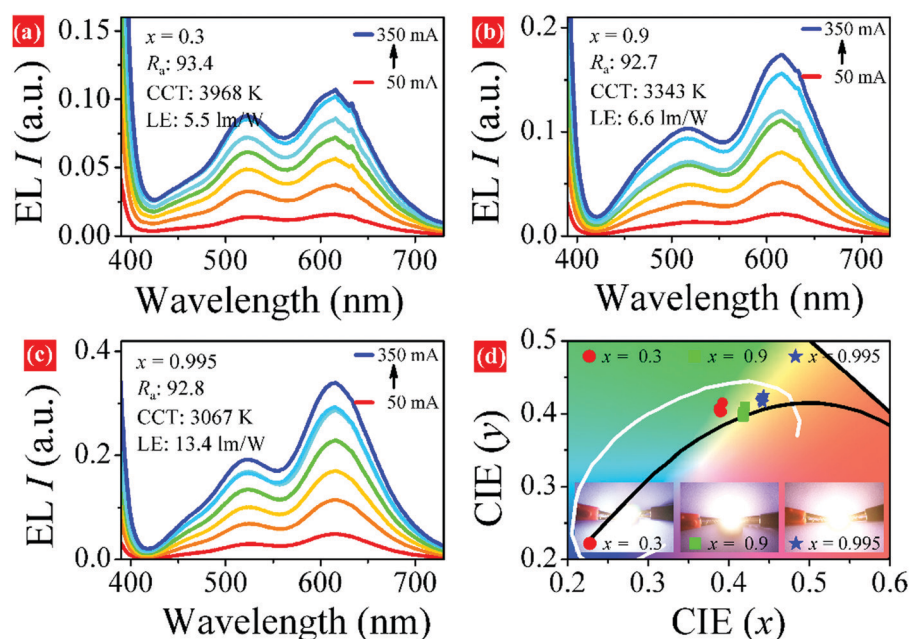 (a)
x = 0.3
Ra: 93.4
CCT: 3968 K
LE: 5.5 lm/W
350 mA
50 mA
EL I (a.u.)
0.15
0.10
0.05
0.00
400 500 600 700
Wavelength (nm)
(b)
x = 0.9
Ra: 92.7
CCT: 3343 K
LE: 6.6 lm/W
350 mA
50 mA
EL I (a.u.)
0.2
0.1
0.0
400 500 600 700
Wavelength (nm)
(c)
x = 0.995
Ra: 92.8
CCT: 3067 K
LE: 13.4 lm/W
350 mA
50 mA
EL I (a.u.)
0.4
0.2
0.0
400 500 600 700
Wavelength (nm)
(d)
x = 0.3 x = 0.9 x = 0.995
CIE (y)
0.5
0.4
0.3
0.2
x = 0.3 x = 0.9 x = 0.995
0.2 0.3 0.4 0.5 0.6
CIE (x)